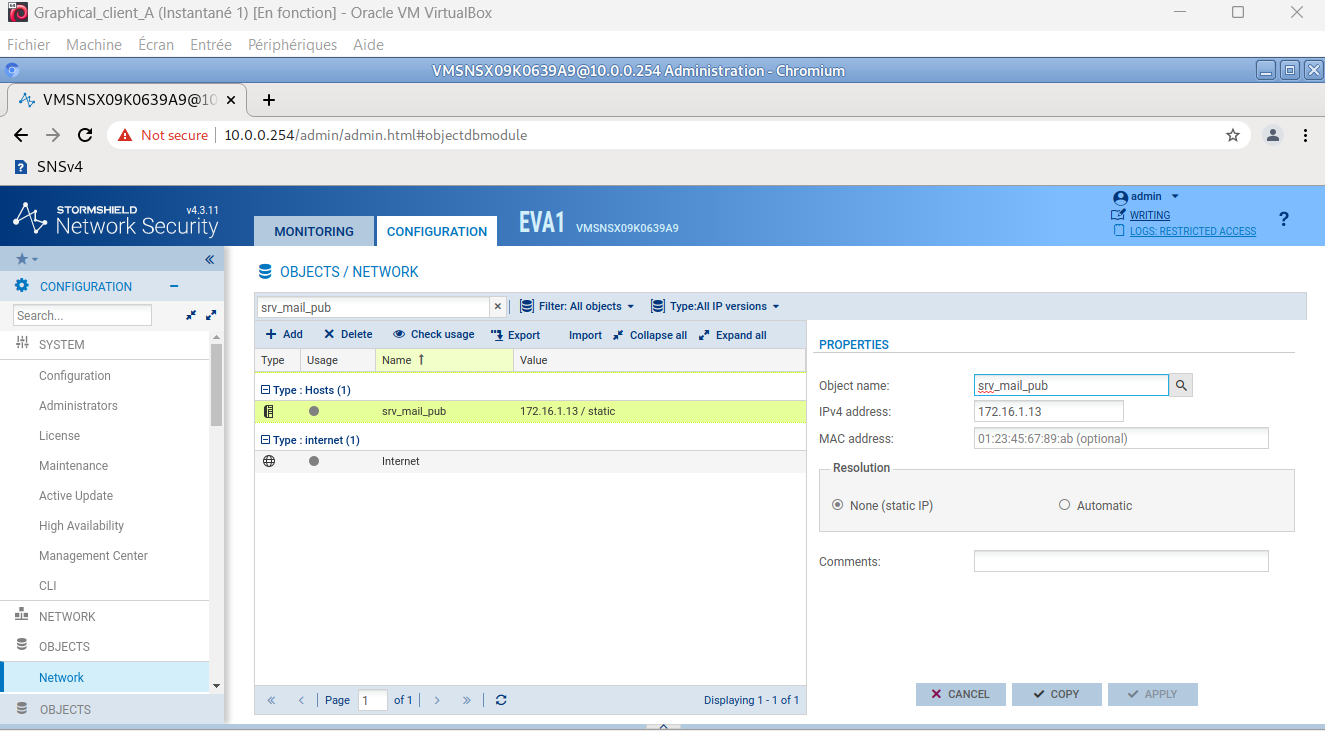 Graphical_client_A (Instantané 1) [En fonction] - Oracle VM VirtualBox
Fichier Machine Écran Entrée Périphériques Aide
VMSNSX09K0639A9@10.0.0.254 Administration - Chromium
VMSNSX09K0639A9@10
Not secure | 10.0.0.254/admin/admin.html#objectdbmodule
SNSv4
STORMSHIELD v4.3.11
Network Security
MONITORING CONFIGURATION EVA1 VMSNSX09K0639A9
admin
WRITING
LOGS: RESTRICTED ACCESS
?
CONFIGURATION
Search...
SYSTEM
Configuration
Administrators
License
Maintenance
Active Update
High Availability
Management Center
CLI
NETWORK
OBJECTS
Network
OBJECTS
OBJECTS / NETWORK
srv_mail_pub Filter: All objects Type:All IP versions
Add Delete Check usage Export Import Collapse all Expand all
Type Usage Name Value
Type : Hosts (1)
srv_mail_pub 172.16.1.13 / static
Type : internet (1)
Internet
Page 1 of 1 Displaying 1 - 1 of 1
PROPERTIES
Object name: srv_mail_pub
IPv4 address: 172.16.1.13
MAC address: 01:23:45:67:89:ab (optional)
Resolution
None (static IP) Automatic
Comments:
CANCEL COPY APPLY